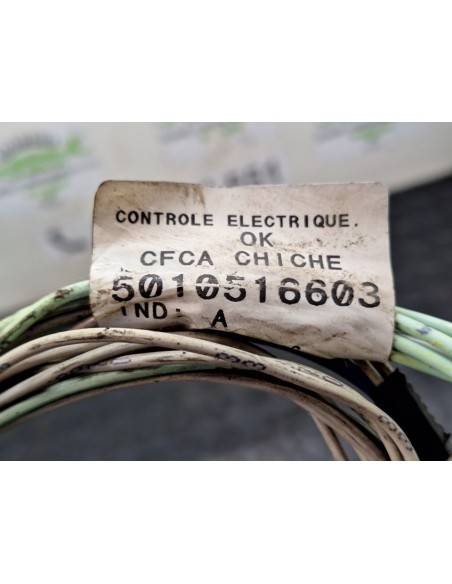 CONTROLE ELECTRIQUE.
OK
CFCA CHICHE
5010516603
IND: A